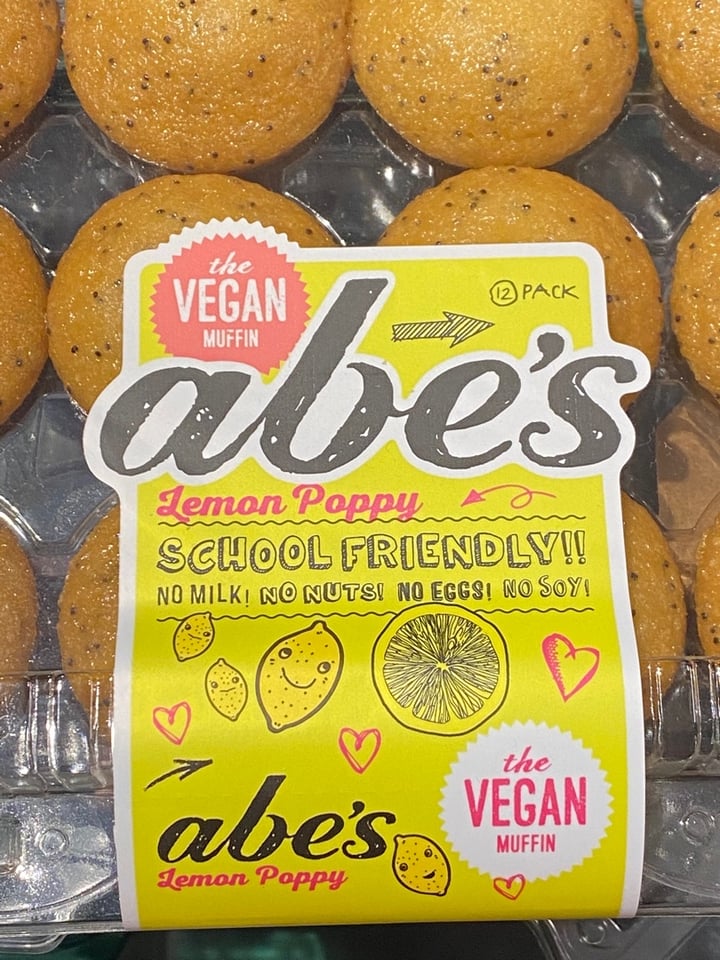 the
VEGAN
MUFFIN
12 PACK
abe's
Lemon Poppy
SCHOOL FRIENDLY!!
NO MILK! NO NUTS! NO EGGS! NO SOY!
the
VEGAN
MUFFIN
abe's
Lemon Poppy